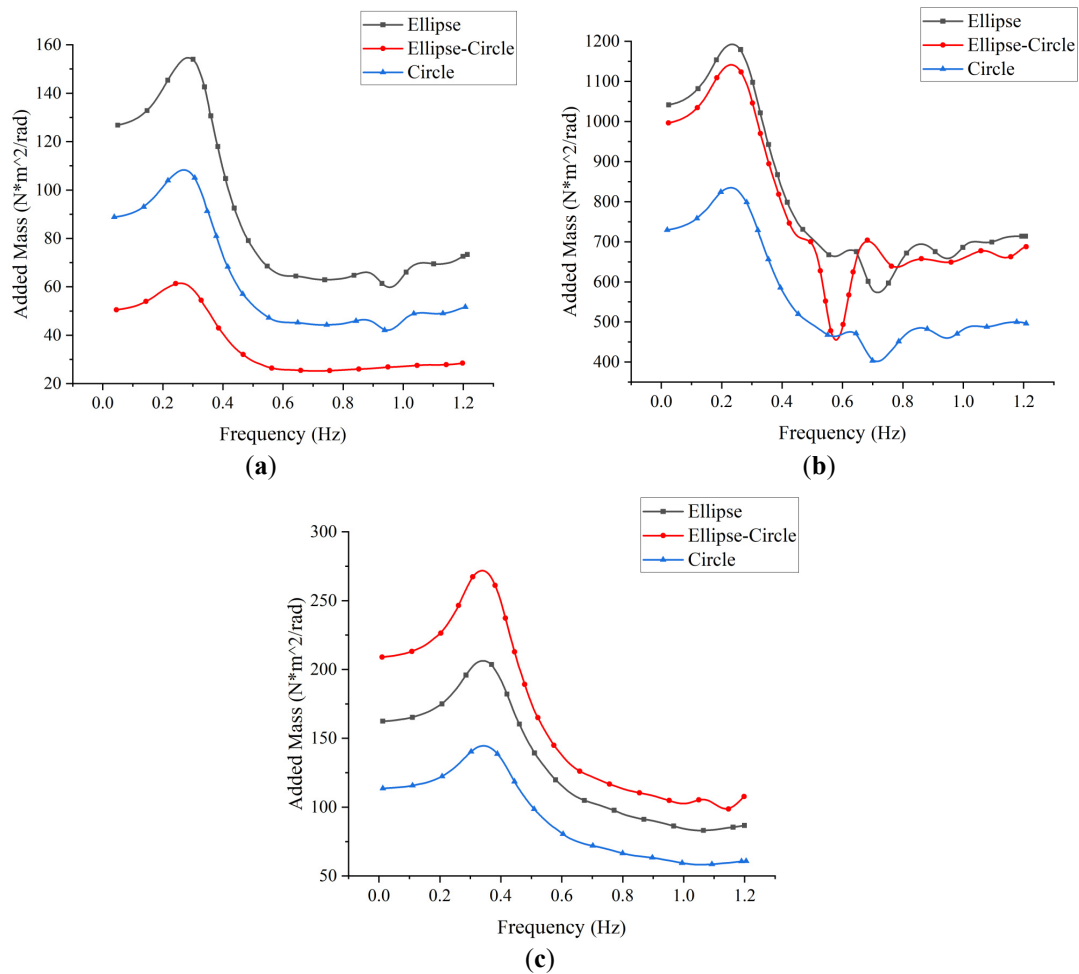 Ellipse
Ellipse-Circle
Circle
160
140
120
100
80
60
40
20
Added Mass (N*m^2/rad)
0.0 0.2 0.4 0.6 0.8 1.0 1.2
Frequency (Hz)
(a)
Ellipse
Ellipse-Circle
Circle
1200
1100
1000
900
800
700
600
500
400
Added Mass (N*m^2/rad)
0.0 0.2 0.4 0.6 0.8 1.0 1.2
Frequency (Hz)
(b)
Ellipse
Ellipse-Circle
Circle
300
250
200
150
100
50
Added Mass (N*m^2/rad)
0.0 0.2 0.4 0.6 0.8 1.0 1.2
Frequency (Hz)
(c)